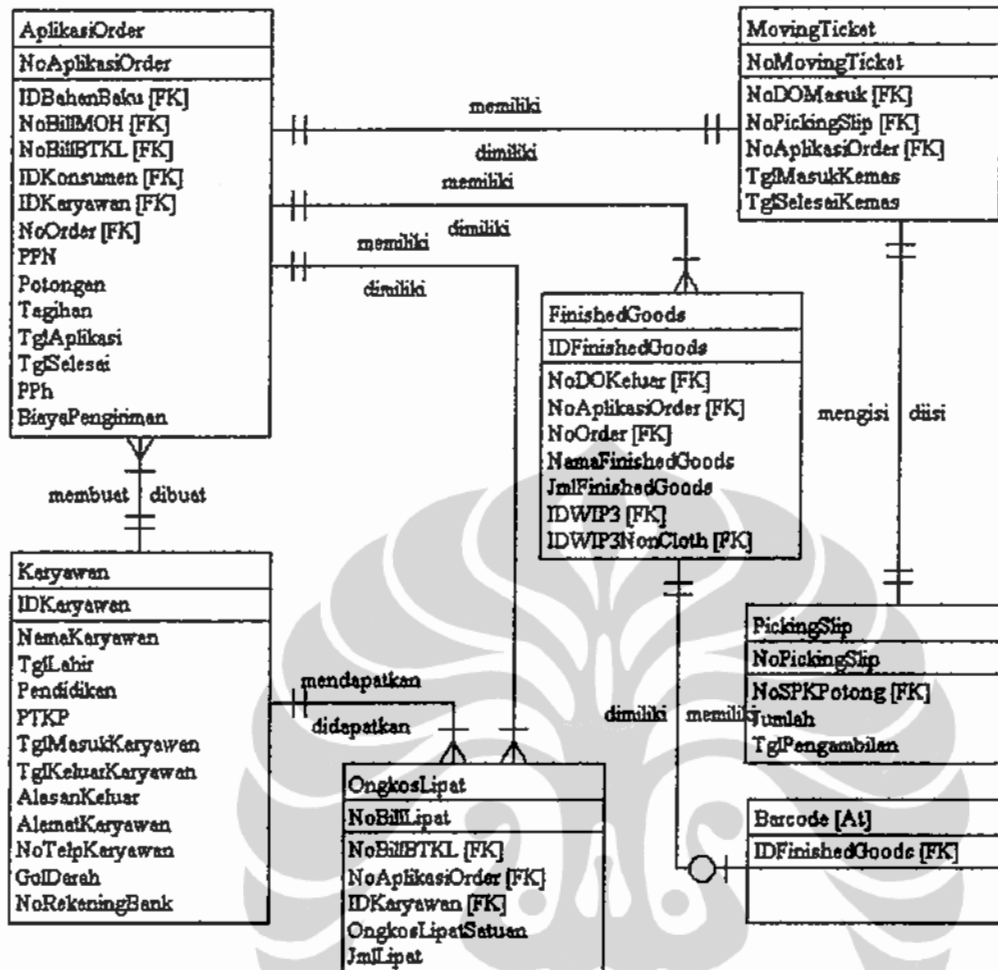 AplikasiOrder
NoAplikasiOrder
IDBahanBaku [FK]
NoBillMOH [FK]
NoBillBTKL [FK]
IDKonsumen [FK]
IDKaryawan [FK]
NoOrder [FK]
PPN
Potongan
Tagihan
TglAplikasi
TglSelesai
PPh
BiayaPengiriman
memiliki
dimiliki
memiliki
dimiliki
memiliki
dimiliki
MovingTicket
NoMovingTicket
NoDOMasuk [FK]
NoPickingSlip [FK]
NoAplikasiOrder [FK]
TglMasukKemas
TglSelesaiKemas
FinishedGoods
IDFinishedGoods
NoDOKeluar [FK]
NoAplikasiOrder [FK]
NoOrder [FK]
NamaFinishedGoods
JmlFinishedGoods
IDWIP3 [FK]
IDWIP3NonCloth [FK]
mengisi
diisi
membuat
dibuat
Karyawan
IDKaryawan
NamaKaryawan
TglLahir
Pendidikan
PTKP
TglMasukKaryawan
TglKeluarKaryawan
AlasanKeluar
AlamatKaryawan
NoTelpKaryawan
GolDarah
NoRekeningBank
mendapatkan
didapatkan
OngkosLipat
NoBillLipat
NoBillBTKL [FK]
NoAplikasiOrder [FK]
IDKaryawan [FK]
OngkosLipatSatuan
JmlLipat
dimiliki
memiliki
PickingSlip
NoPickingSlip
NoSPKPotong [FK]
Jumlah
TglPengambilan
Barcode [At]
IDFinishedGoods [FK]